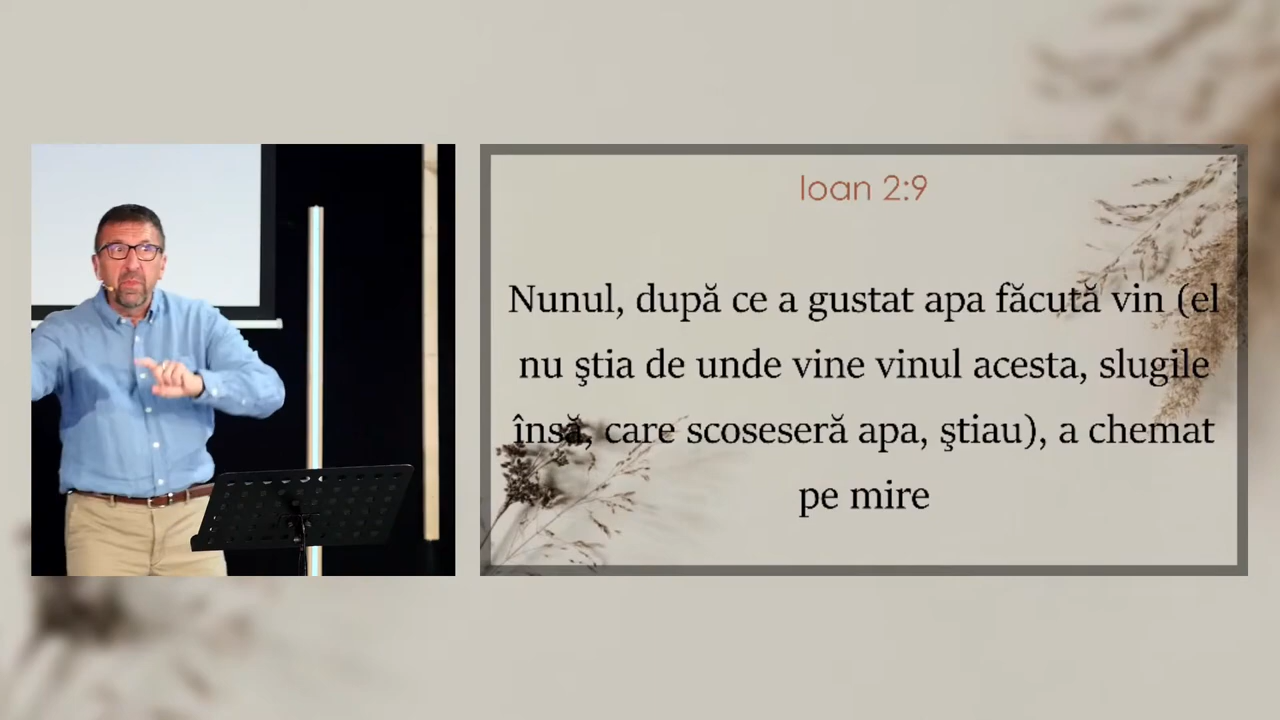 Ioan 2:9
Nunul, după ce a gustat apa făcută vin (el
nu ştia de unde vine vinul acesta, slugile
însă, care scoseseră apa, ştiau), a chemat
pe mire